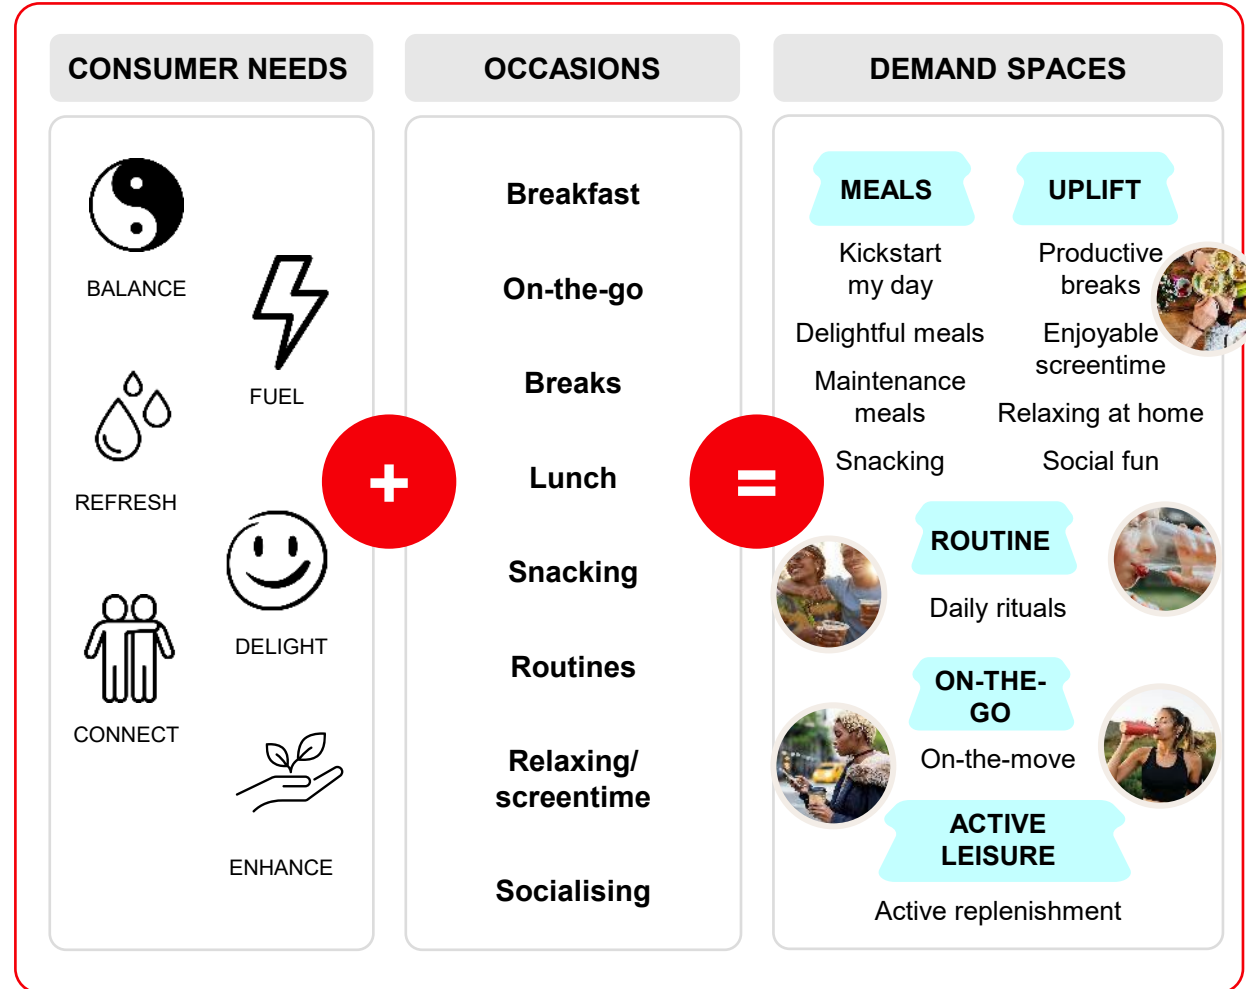 CONSUMER NEEDS
BALANCE
FUEL
REFRESH
DELIGHT
CONNECT
ENHANCE
+
OCCASIONS
Breakfast
On-the-go
Breaks
Lunch
Snacking
Routines
Relaxing/
screentime
Socialising
=
DEMAND SPACES
MEALS
Kickstart
my day
Delightful meals
Maintenance
meals
Snacking
UPLIFT
Productive
breaks
Enjoyable
screentime
Relaxing at home
Social fun
ROUTINE
Daily rituals
ON-THE-
GO
On-the-move
ACTIVE
LEISURE
Active replenishment